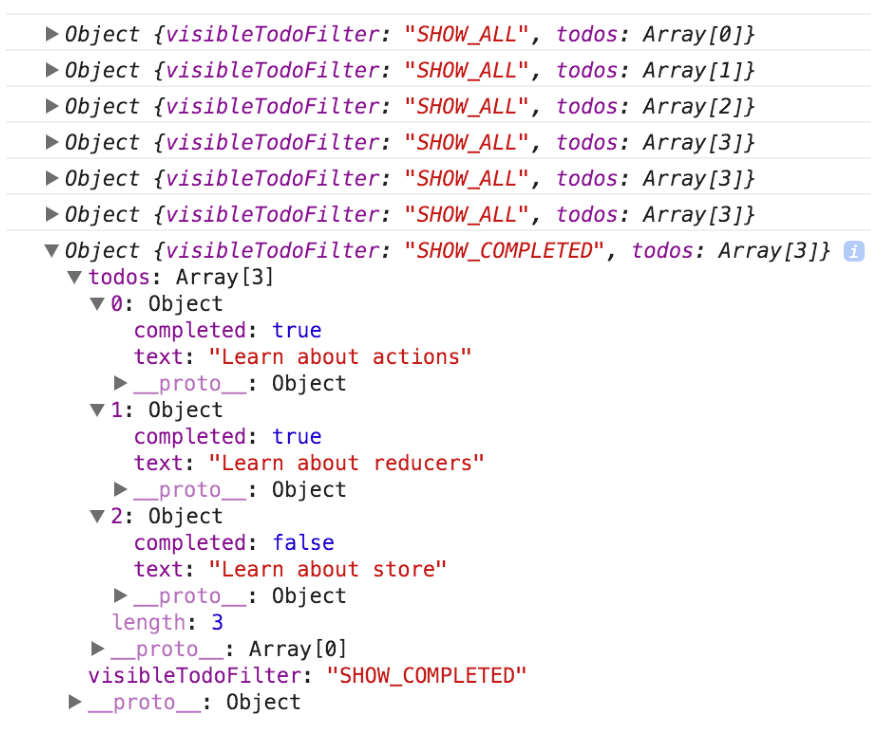 Object {visibleTodoFilter: "SHOW_ALL", todos: Array[0]}
Object {visibleTodoFilter: "SHOW_ALL", todos: Array[1]}
Object {visibleTodoFilter: "SHOW_ALL", todos: Array[2]}
Object {visibleTodoFilter: "SHOW_ALL", todos: Array[3]}
Object {visibleTodoFilter: "SHOW_ALL", todos: Array[3]}
Object {visibleTodoFilter: "SHOW_ALL", todos: Array[3]}
Object {visibleTodoFilter: "SHOW_COMPLETED", todos: Array[3]} i
todos: Array[3]
0: Object
completed: true
text: "Learn about actions"
__proto__: Object
1: Object
completed: true
text: "Learn about reducers"
__proto__: Object
2: Object
completed: false
text: "Learn about store"
__proto__: Object
length: 3
__proto__: Array[0]
visibleTodoFilter: "SHOW_COMPLETED"
__proto__: Object